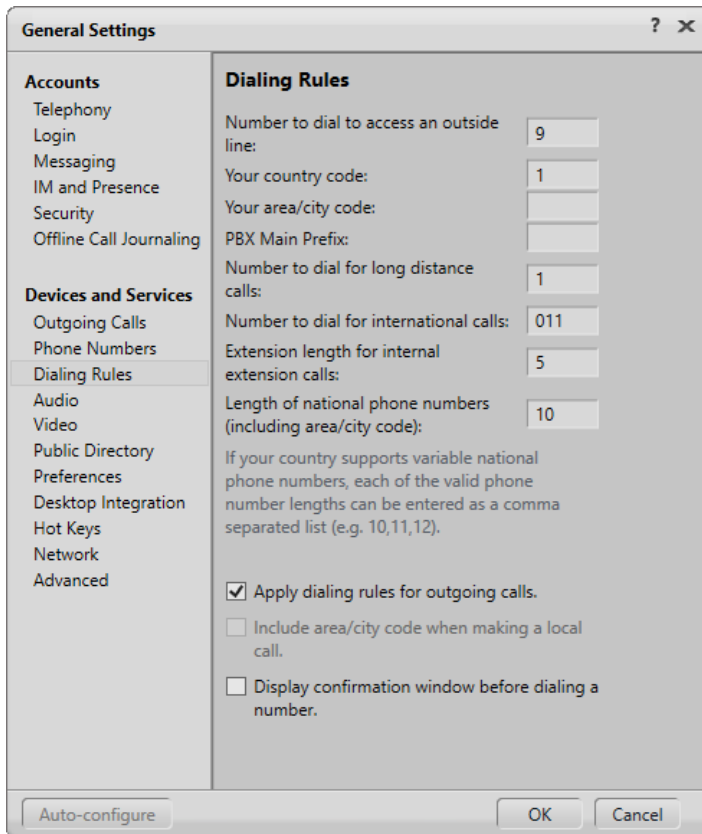 General Settings
? X
Accounts
Telephony
Login
Messaging
IM and Presence
Security
Offline Call Journaling
Devices and Services
Outgoing Calls
Phone Numbers
Dialing Rules
Audio
Video
Public Directory
Preferences
Desktop Integration
Hot Keys
Network
Advanced
Dialing Rules
Number to dial to access an outside
line:
9
Your country code:
1
Your area/city code:
PBX Main Prefix:
Number to dial for long distance
calls:
1
Number to dial for international calls:
011
Extension length for internal
extension calls:
5
Length of national phone numbers
(including area/city code):
10
If your country supports variable national
phone numbers, each of the valid phone
number lengths can be entered as a comma
separated list (e.g. 10,11,12).
Apply dialing rules for outgoing calls.
Include area/city code when making a local
call.
Display confirmation window before dialing a
number.
Auto-configure
OK
Cancel